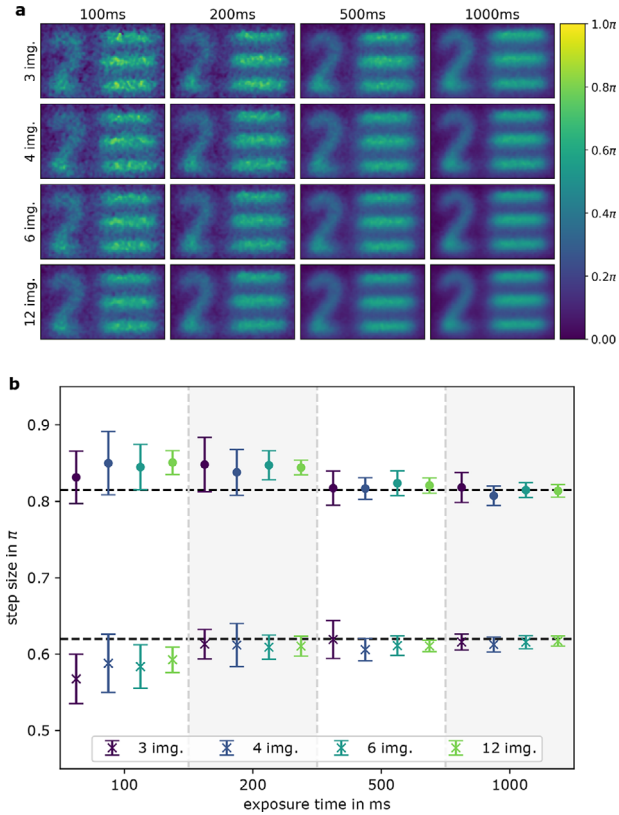 a
100ms 200ms 500ms 1000ms
3 img.
4 img.
6 img.
12 img.
1.0π
0.8π
0.6π
0.4π
0.2π
0.00
b
0.9
0.8
0.7
0.6
0.5
step size in π
3 img. 4 img. 6 img. 12 img.
100 200 500 1000
exposure time in ms